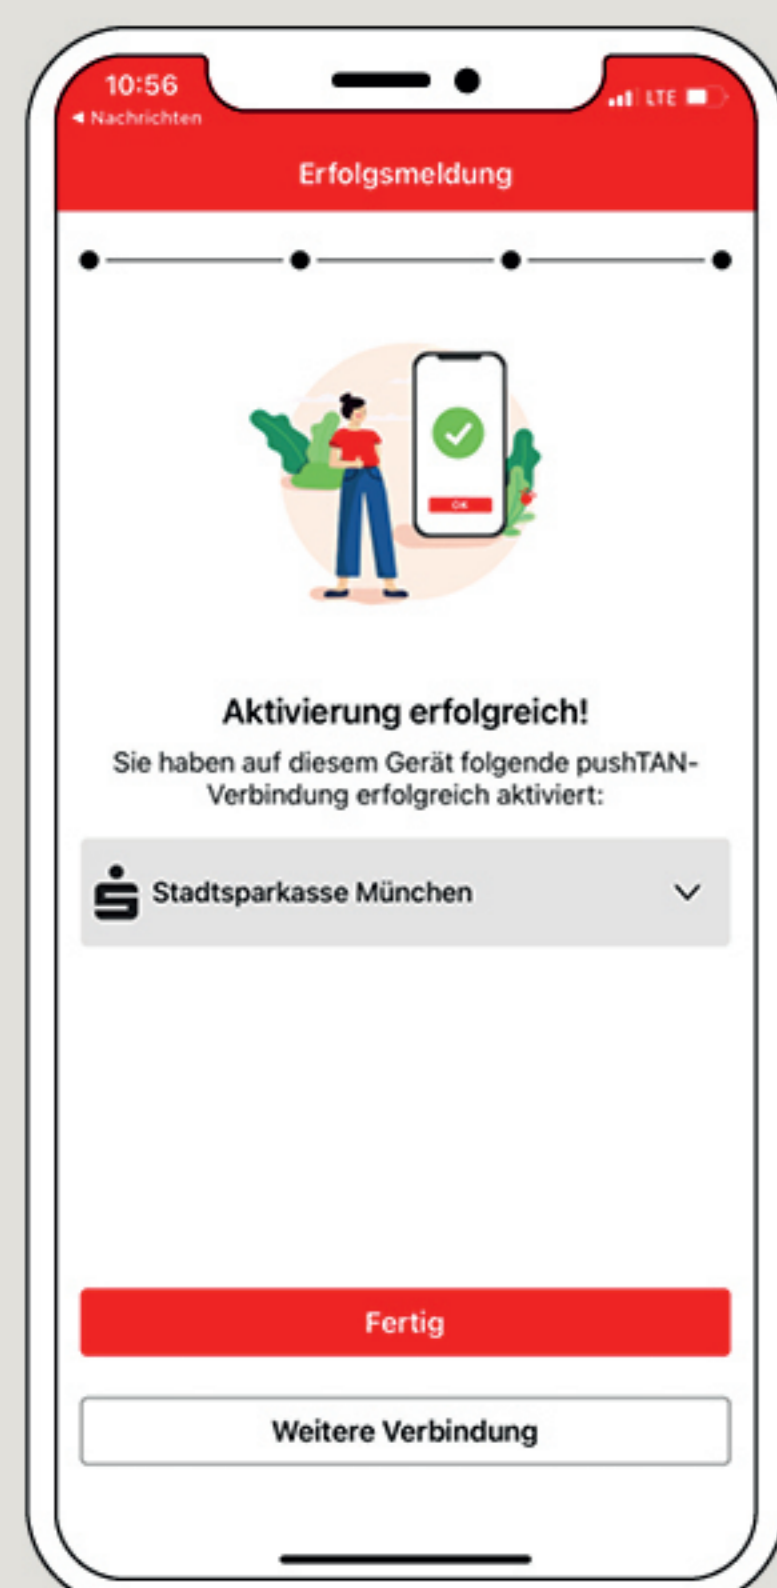 10:56
LTE
◀ Nachrichten
Erfolgsmeldung
OK
Aktivierung erfolgreich!
Sie haben auf diesem Gerät folgende pushTAN-
Verbindung erfolgreich aktiviert:
Stadtsparkasse München
Fertig
Weitere Verbindung